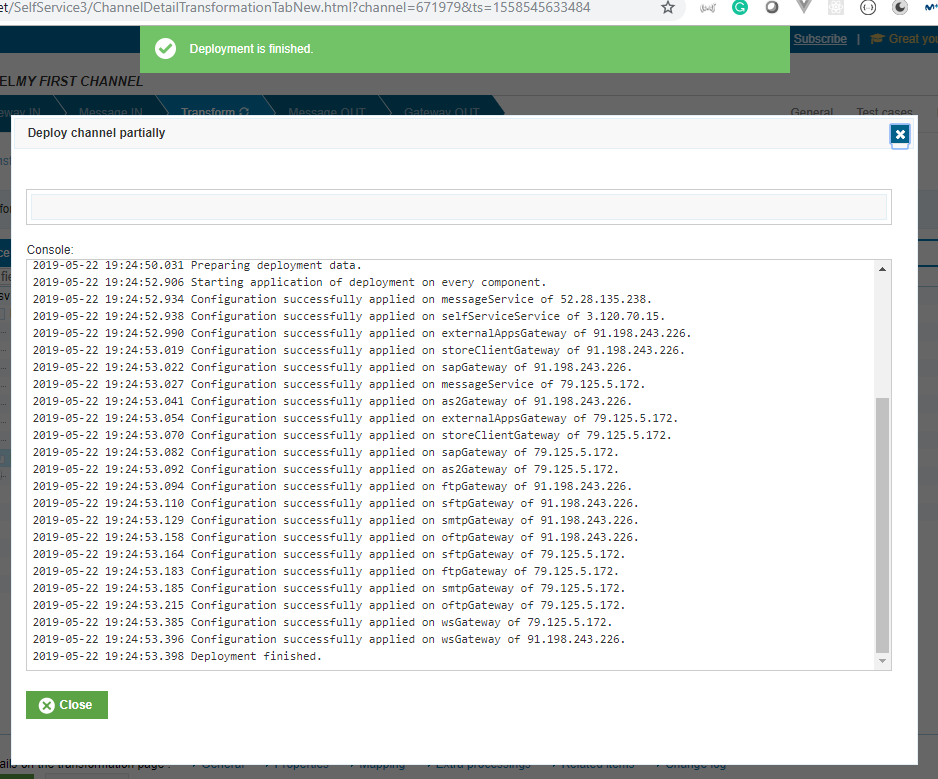 et/SelfService3/ChannelDetailTransformationTabNew.html?channel=671979&ts=1558545633484
Deployment is finished.
Subscribe | Great you
ELMY FIRST CHANNEL
eway IN Message IN Transform Message OUT Gateway OUT General Test cases
Deploy channel partially
Console:
2019-05-22 19:24:50.031 Preparing deployment data.
2019-05-22 19:24:52.906 Starting application of deployment on every component.
2019-05-22 19:24:52.934 Configuration successfully applied on messageService of 52.28.135.238.
2019-05-22 19:24:52.938 Configuration successfully applied on selfServiceService of 3.120.70.15.
2019-05-22 19:24:52.990 Configuration successfully applied on externalAppsGateway of 91.198.243.226.
2019-05-22 19:24:53.019 Configuration successfully applied on storeClientGateway of 91.198.243.226.
2019-05-22 19:24:53.022 Configuration successfully applied on sapGateway of 91.198.243.226.
2019-05-22 19:24:53.027 Configuration successfully applied on messageService of 79.125.5.172.
2019-05-22 19:24:53.041 Configuration successfully applied on as2Gateway of 91.198.243.226.
2019-05-22 19:24:53.054 Configuration successfully applied on externalAppsGateway of 79.125.5.172.
2019-05-22 19:24:53.070 Configuration successfully applied on storeClientGateway of 79.125.5.172.
2019-05-22 19:24:53.082 Configuration successfully applied on sapGateway of 79.125.5.172.
2019-05-22 19:24:53.092 Configuration successfully applied on as2Gateway of 79.125.5.172.
2019-05-22 19:24:53.094 Configuration successfully applied on ftpGateway of 91.198.243.226.
2019-05-22 19:24:53.110 Configuration successfully applied on sftpGateway of 91.198.243.226.
2019-05-22 19:24:53.129 Configuration successfully applied on smtpGateway of 91.198.243.226.
2019-05-22 19:24:53.158 Configuration successfully applied on oftpGateway of 91.198.243.226.
2019-05-22 19:24:53.164 Configuration successfully applied on sftpGateway of 79.125.5.172.
2019-05-22 19:24:53.183 Configuration successfully applied on ftpGateway of 79.125.5.172.
2019-05-22 19:24:53.185 Configuration successfully applied on smtpGateway of 79.125.5.172.
2019-05-22 19:24:53.215 Configuration successfully applied on oftpGateway of 79.125.5.172.
2019-05-22 19:24:53.385 Configuration successfully applied on wsGateway of 79.125.5.172.
2019-05-22 19:24:53.396 Configuration successfully applied on wsGateway of 91.198.243.226.
2019-05-22 19:24:53.398 Deployment finished.
Close
ails on the transformation page : General Properties Mapping Extra processings Related items Change log